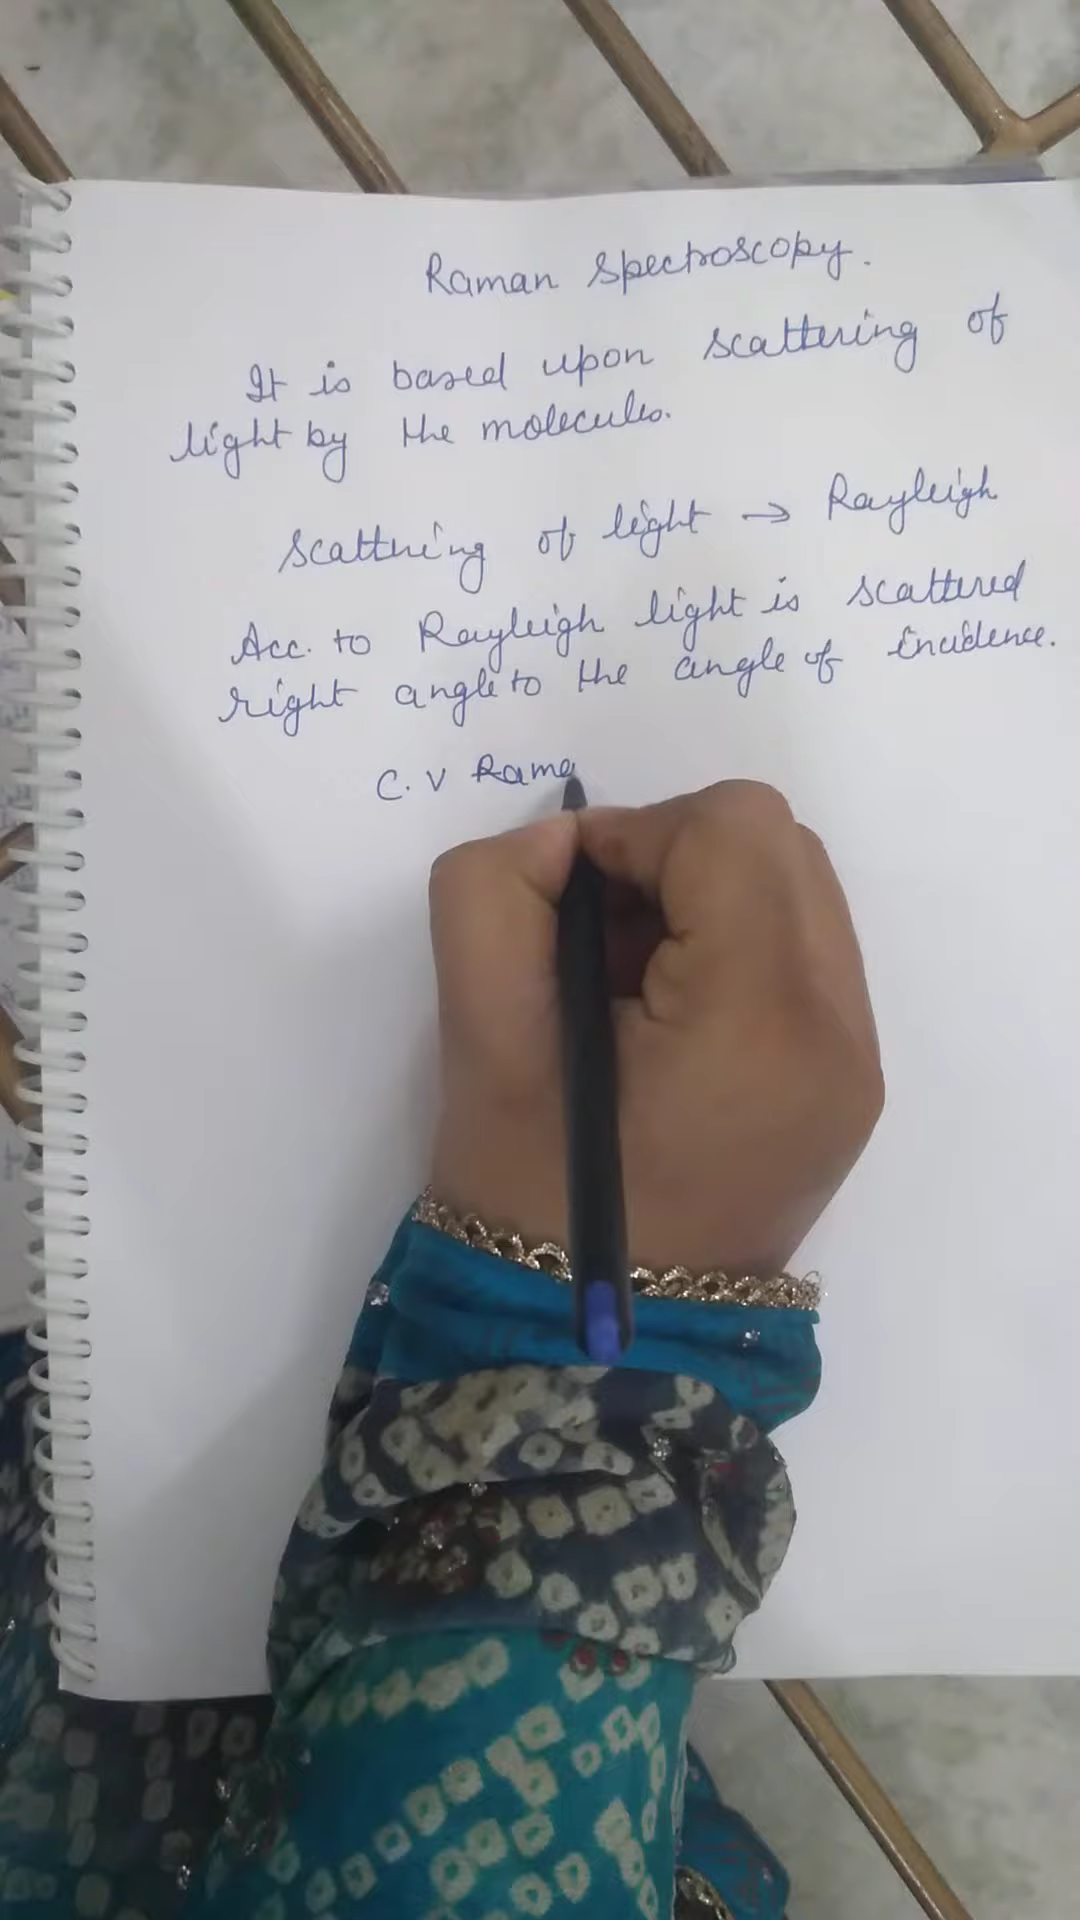 Raman Spectroscopy.
It is based upon scattering of
light by the molecules.
Scattering of light → Rayleigh
Acc. to Rayleigh light is scattered
right angle to the angle of incidence.
C. V Rama